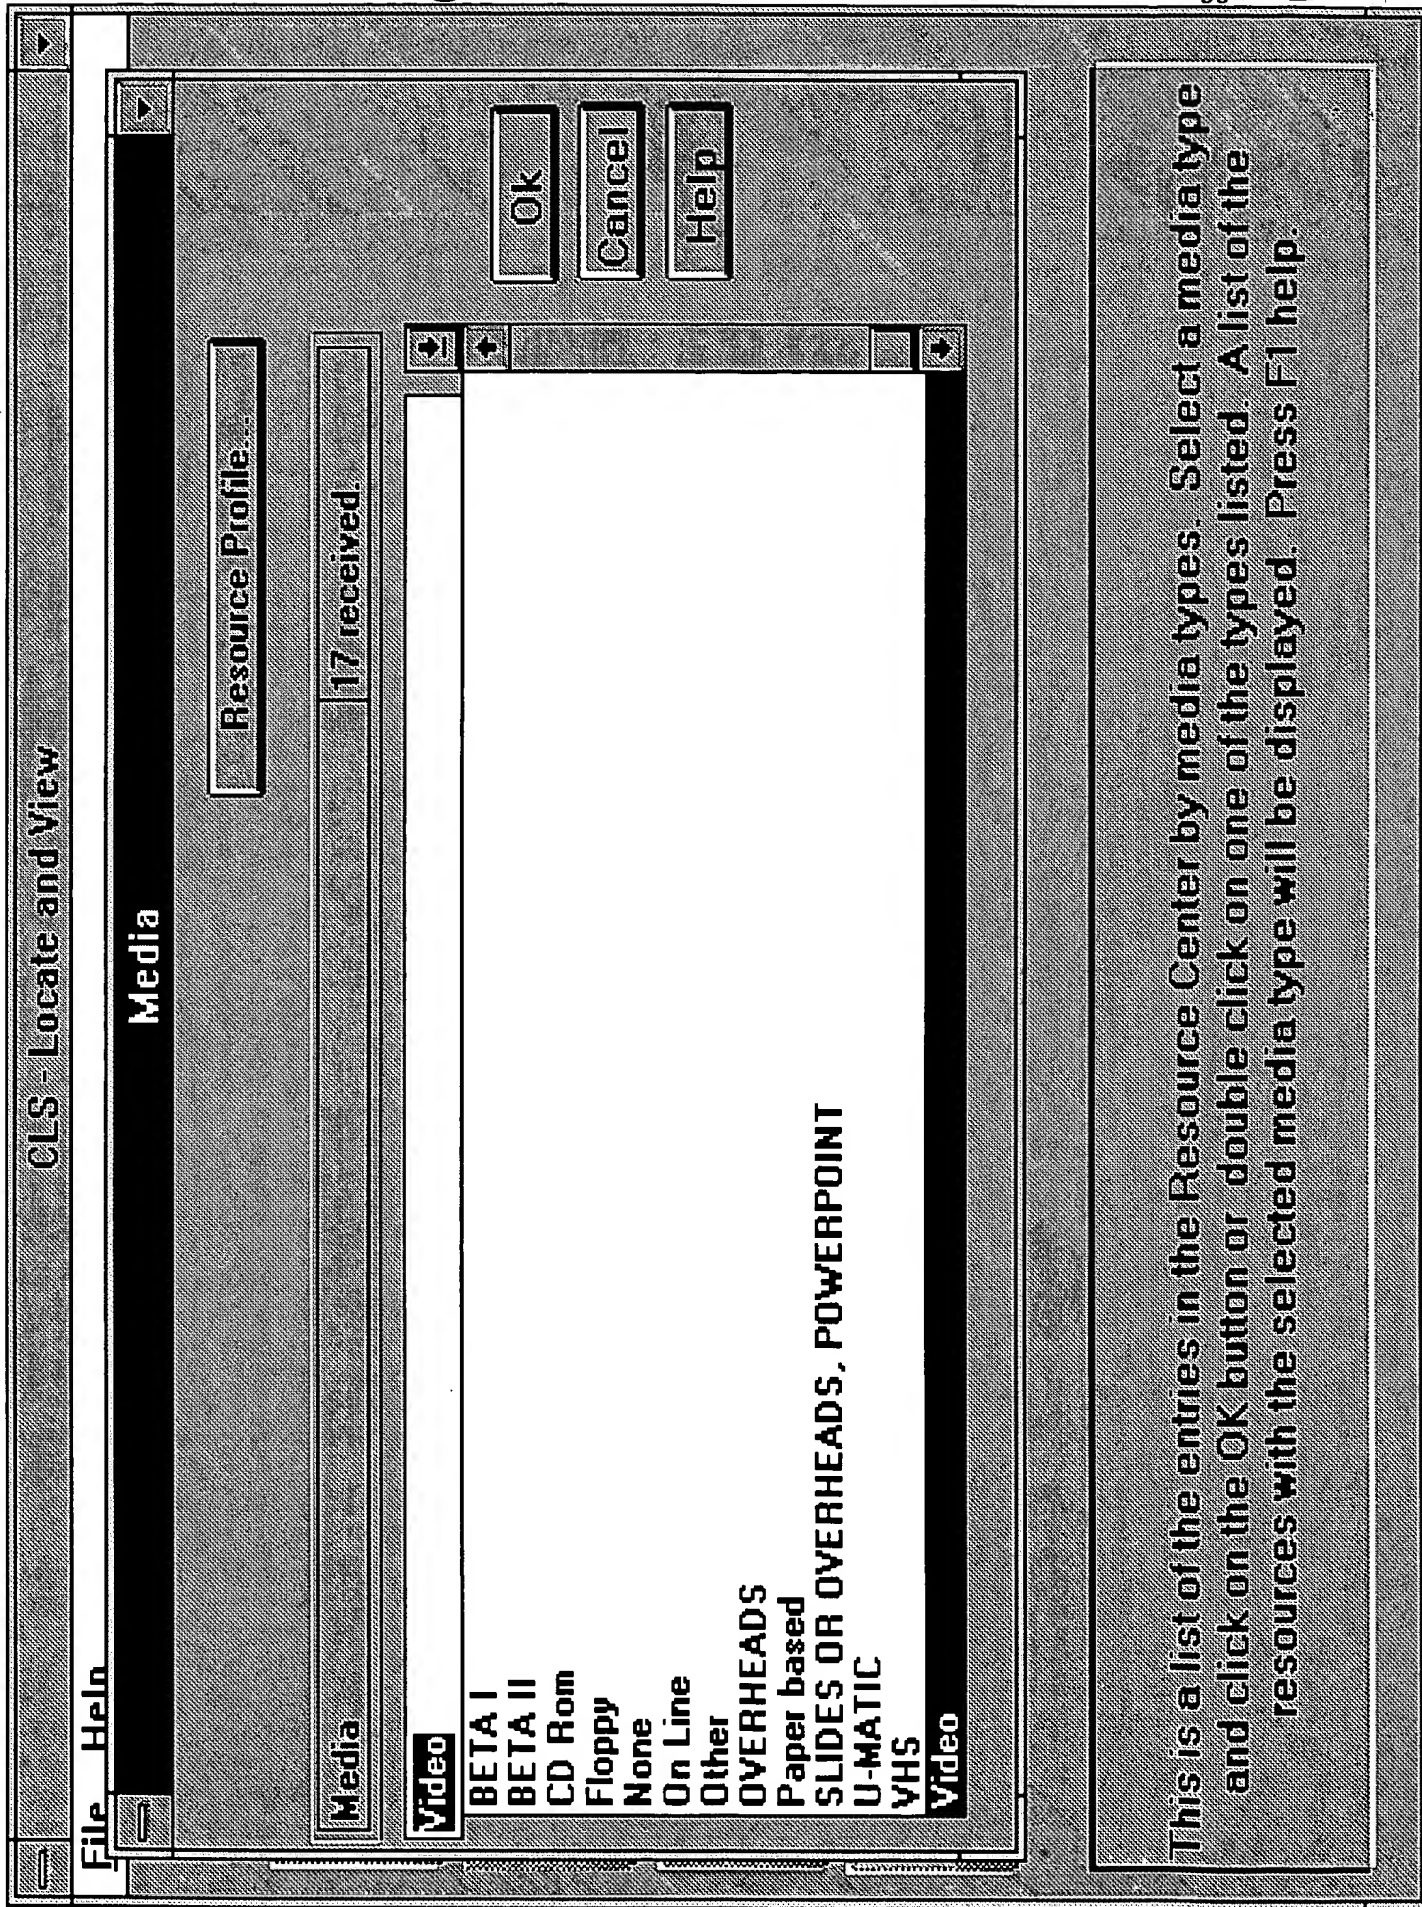 CLS - Locate and View
File Help
Media
Resource Profile...
Media 17 received.
Video
BETA I
BETA II
CD Rom
Floppy
None
On Line
Other
OVERHEADS
Paper based
SLIDES OR OVERHEADS, POWERPOINT
U-MATIC
VHS
Video
Ok
Cancel
Help
This is a list of the entries in the Resource Center by media types. Select a media type
and click on the OK button or double click on one of the types listed. A list of the
resources with the selected media type will be displayed. Press F1 help.